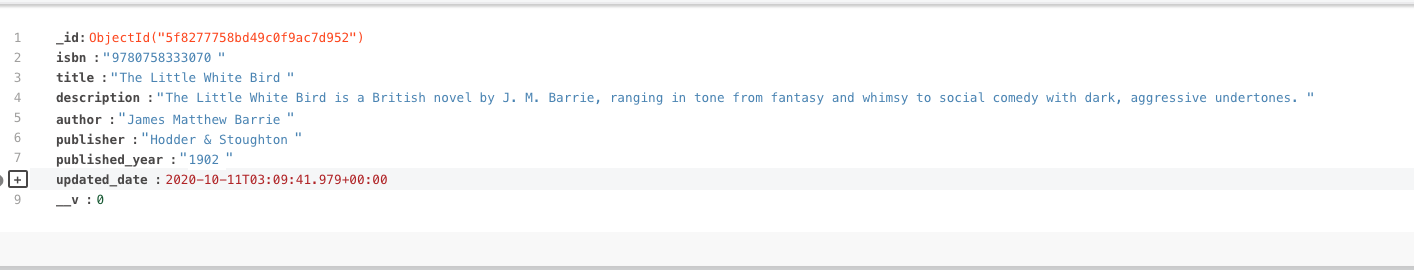 1 _id: ObjectId("5f8277758bd49c0f9ac7d952")
2 isbn : "9780758333070 "
3 title : "The Little White Bird "
4 description : "The Little White Bird is a British novel by J. M. Barrie, ranging in tone from fantasy and whimsy to social comedy with dark, aggressive undertones. "
5 author : "James Matthew Barrie "
6 publisher : "Hodder & Stoughton "
7 published_year : "1902 "
+ updated_date : 2020-10-11T03:09:41.979+00:00
9 __v : 0